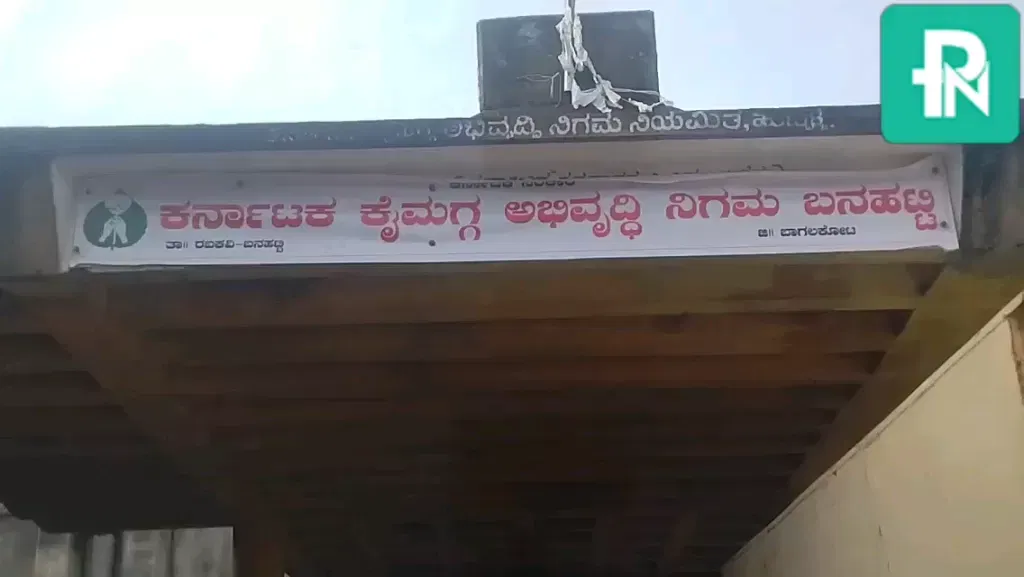 ಅಭಿವೃದ್ಧಿ ನಿಗಮ ನಿಯಮಿತ,
ಕರ್ನಾಟಕ ಕೈಮಗ್ಗ ಅಭಿವೃದ್ಧಿ ನಿಗಮ ಬನಹಟ್ಟಿ
ತಾ॥ ರಬಕವಿ-ಬನಹಟ್ಟಿ ಜಿ॥ ಬಾಗಲಕೋಟ